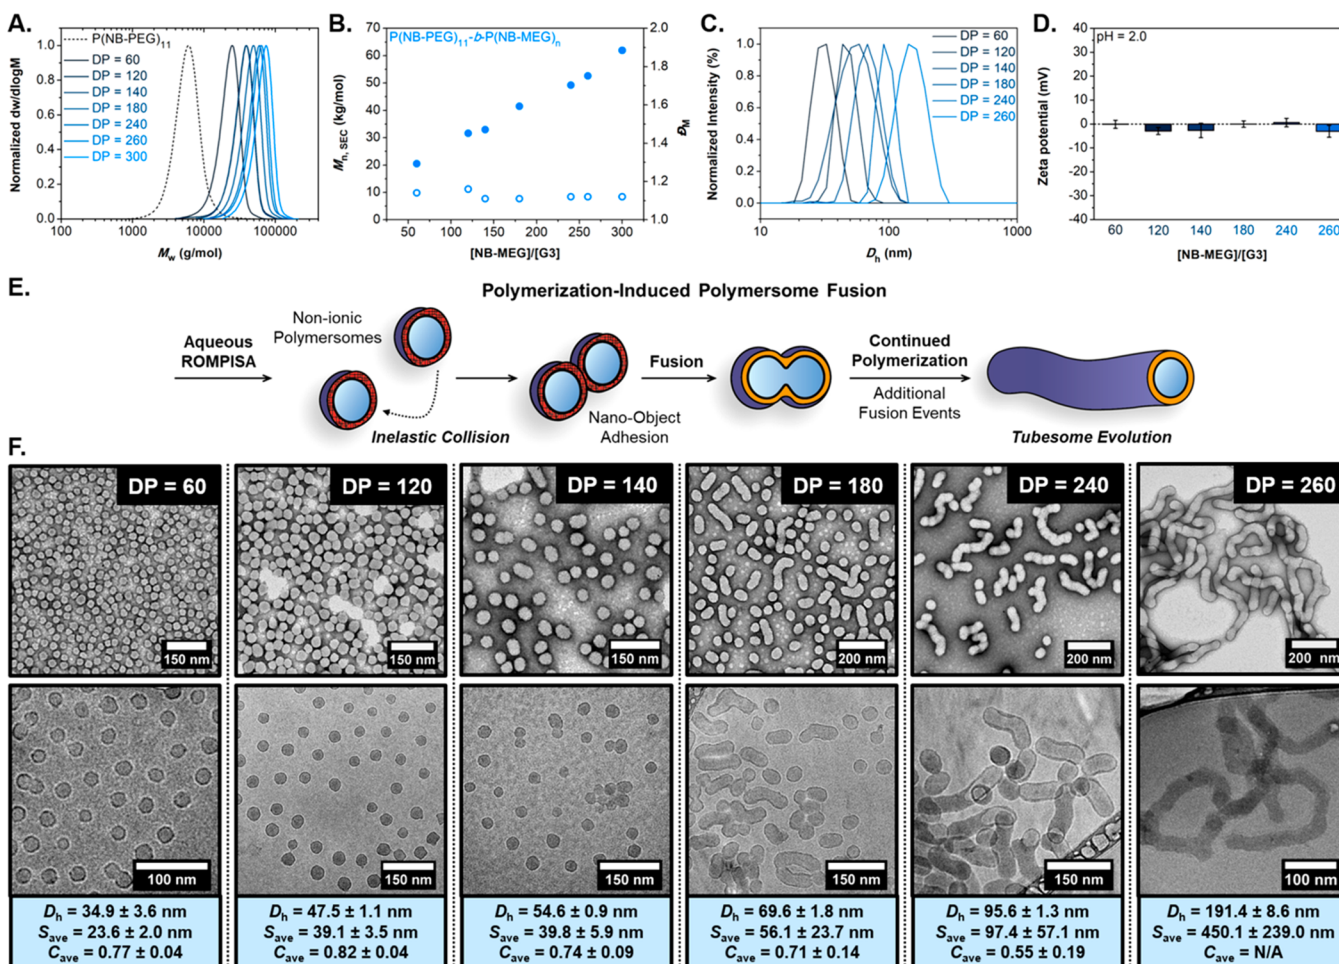 A.
Normalized dw/dlogM
1.0
0.8
0.6
0.4
0.2
0.0
P(NB-PEG)₁₁
DP = 60
DP = 120
DP = 140
DP = 180
DP = 240
DP = 260
DP = 300
100 1000 10000 100000
Mw (g/mol)
B.
Mn, SEC (kg/mol)
70
60
50
40
30
20
10
0
P(NB-PEG)₁₁-b-P(NB-MEG)ₙ
2.0
1.9
1.8
1.7
1.6
1.5
1.4
1.3
1.2
1.1
1.0
ĐM
50 100 150 200 250 300
[NB-MEG]/[G3]
C.
Normalized Intensity (%)
1.0
0.8
0.6
0.4
0.2
0.0
DP = 60
DP = 120
DP = 140
DP = 180
DP = 240
DP = 260
10 100 1000
Dh (nm)
D.
Zeta potential (mV)
40
30
20
10
0
-10
-20
-30
-40
pH = 2.0
60 120 140 180 240 260
[NB-MEG]/[G3]
E.
Polymerization-Induced Polymersome Fusion
Aqueous
ROMPISA
Non-ionic
Polymersomes
Inelastic Collision
Nano-Object
Adhesion
Fusion
Continued
Polymerization
Additional
Fusion Events
Tubesome Evolution
F.
DP = 60
150 nm
DP = 120
150 nm
DP = 140
150 nm
DP = 180
200 nm
DP = 240
200 nm
DP = 260
200 nm
100 nm
150 nm
150 nm
150 nm
150 nm
100 nm
Dh = 34.9 ± 3.6 nm
Save = 23.6 ± 2.0 nm
Cave = 0.77 ± 0.04
Dh = 47.5 ± 1.1 nm
Save = 39.1 ± 3.5 nm
Cave = 0.82 ± 0.04
Dh = 54.6 ± 0.9 nm
Save = 39.8 ± 5.9 nm
Cave = 0.74 ± 0.09
Dh = 69.6 ± 1.8 nm
Save = 56.1 ± 23.7 nm
Cave = 0.71 ± 0.14
Dh = 95.6 ± 1.3 nm
Save = 97.4 ± 57.1 nm
Cave = 0.55 ± 0.19
Dh = 191.4 ± 8.6 nm
Save = 450.1 ± 239.0 nm
Cave = N/A